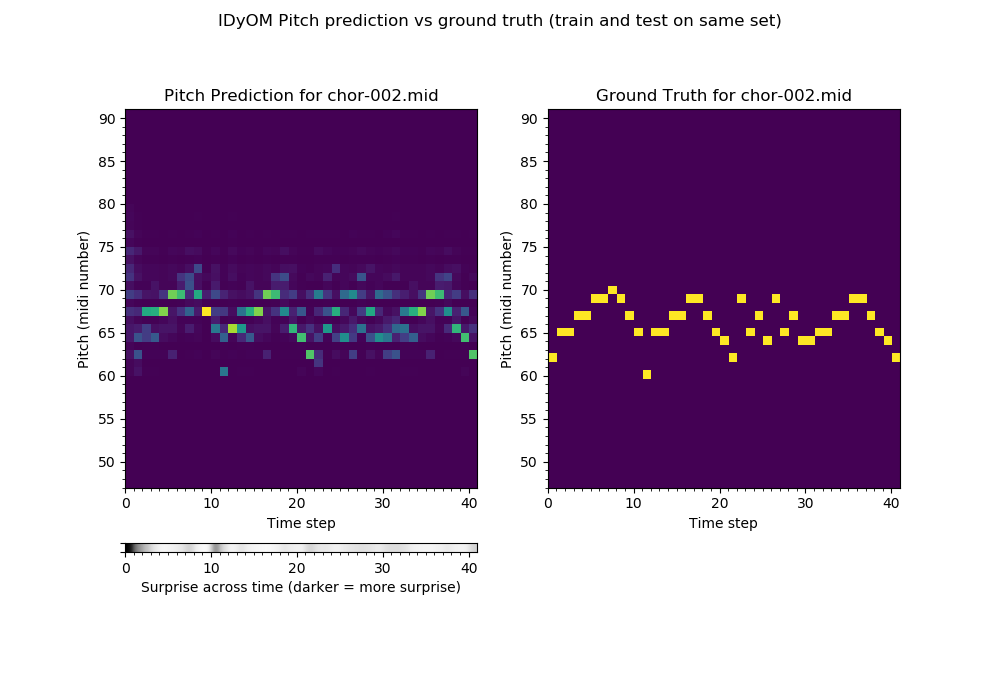 IDyOM Pitch prediction vs ground truth (train and test on same set)
Pitch Prediction for chor-002.mid
Pitch (midi number)
90
85
80
75
70
65
60
55
50
0 10 20 30 40
Time step
0 10 20 30 40
Surprise across time (darker = more surprise)
Ground Truth for chor-002.mid
Pitch (midi number)
90
85
80
75
70
65
60
55
50
0 10 20 30 40
Time step